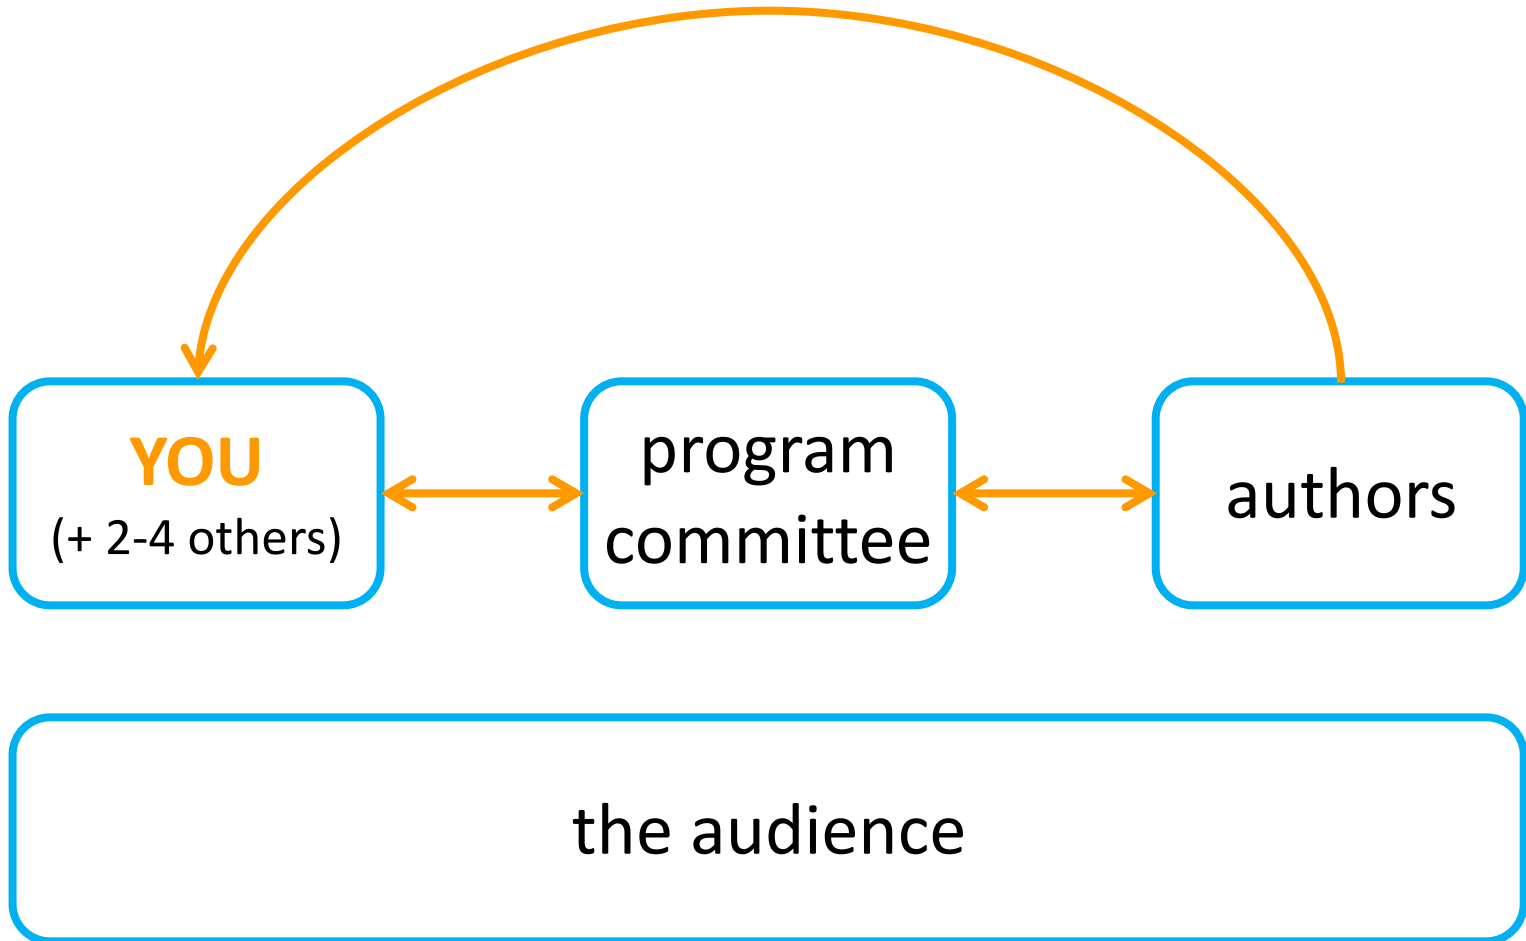 YOU
(+ 2-4 others)
program
committee
authors
the audience